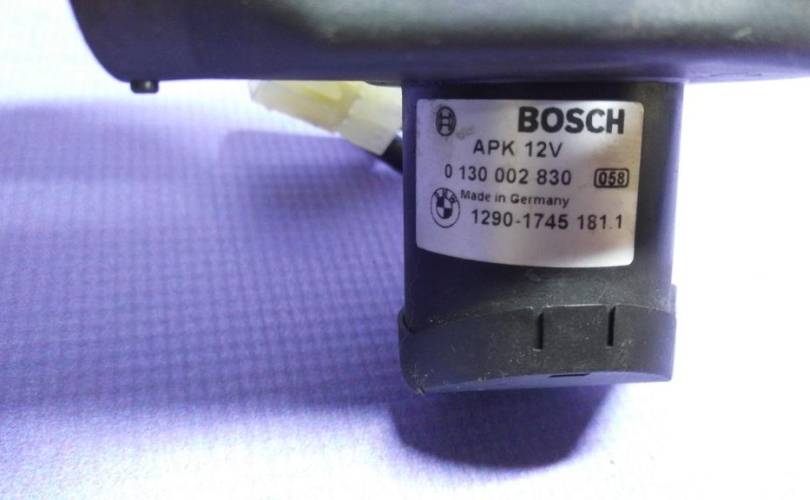 BOSCH
APK 12V
0 130 002 830 058
Made in Germany
1290-1745 181.1